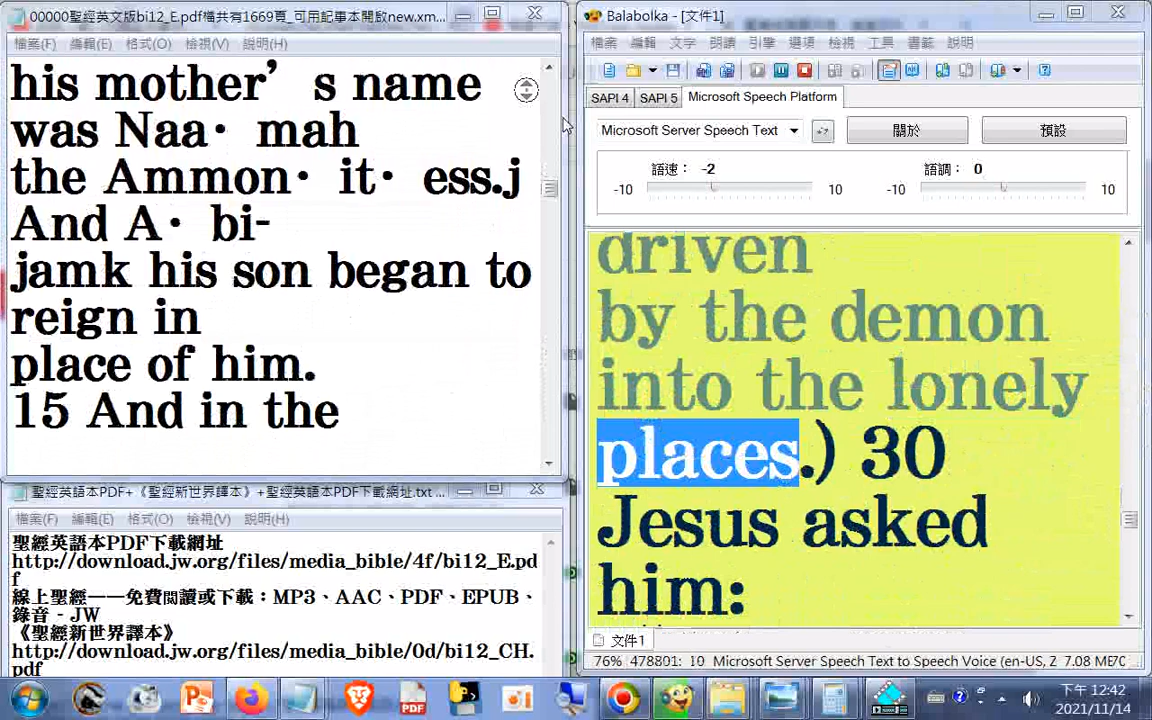 00000聖經英文版bi12_E.pdf檔共有1669頁_可用記事本開啟new.xm...
檔案(F) 編輯(E) 格式(O) 檢視(V) 說明(H)
his mother’s name
was Naa· mah
the Ammon· it· ess.j
And A· bi-
jamk his son began to
reign in
place of him.
15 And in the
聖經英語本PDF+《聖經新世界譯本》+聖經英語本PDF下載網址.txt ...
檔案(F) 編輯(E) 格式(O) 檢視(V) 說明(H)
聖經英語本PDF下載網址
http://download.jw.org/files/media_bible/4f/bi12_E.pd
f
線上聖經——免費閱讀或下載：MP3、AAC、PDF、EPUB、
錄音 - JW
《聖經新世界譯本》
http://download.jw.org/files/media_bible/0d/bi12_CH.
pdf
Balabolka - [文件1]
檔案 編輯 文字 朗讀 引擎 選項 檢視 工具 書籤 說明
SAPI 4 SAPI 5 Microsoft Speech Platform
Microsoft Server Speech Text 關於 預設
語速： -2 語調： 0
-10 10 -10 10
driven
by the demon
into the lonely
places.) 30
Jesus asked
him:
文件1
76% 478801: 10 Microsoft Server Speech Text to Speech Voice (en-US, Z 7.08 ME
下午 12:42
2021/11/14